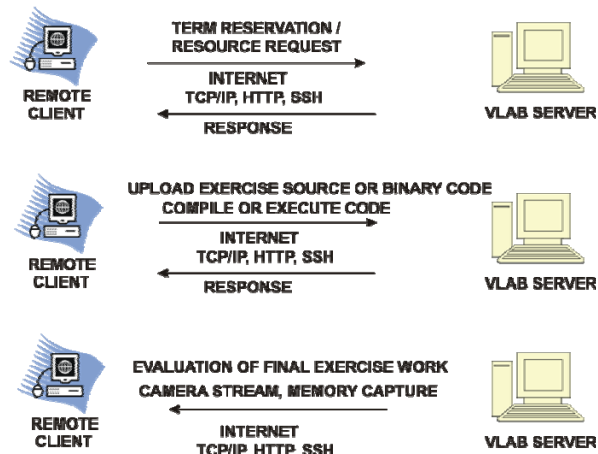 TERM RESERVATION /
RESOURCE REQUEST
INTERNET
TCP/IP, HTTP, SSH
RESPONSE
REMOTE
CLIENT
VLAB SERVER
UPLOAD EXERCISE SOURCE OR BINARY CODE
COMPILE OR EXECUTE CODE
INTERNET
TCP/IP, HTTP, SSH
RESPONSE
REMOTE
CLIENT
VLAB SERVER
EVALUATION OF FINAL EXERCISE WORK
CAMERA STREAM, MEMORY CAPTURE
INTERNET
TCP/IP, HTTP, SSH
REMOTE
CLIENT
VLAB SERVER